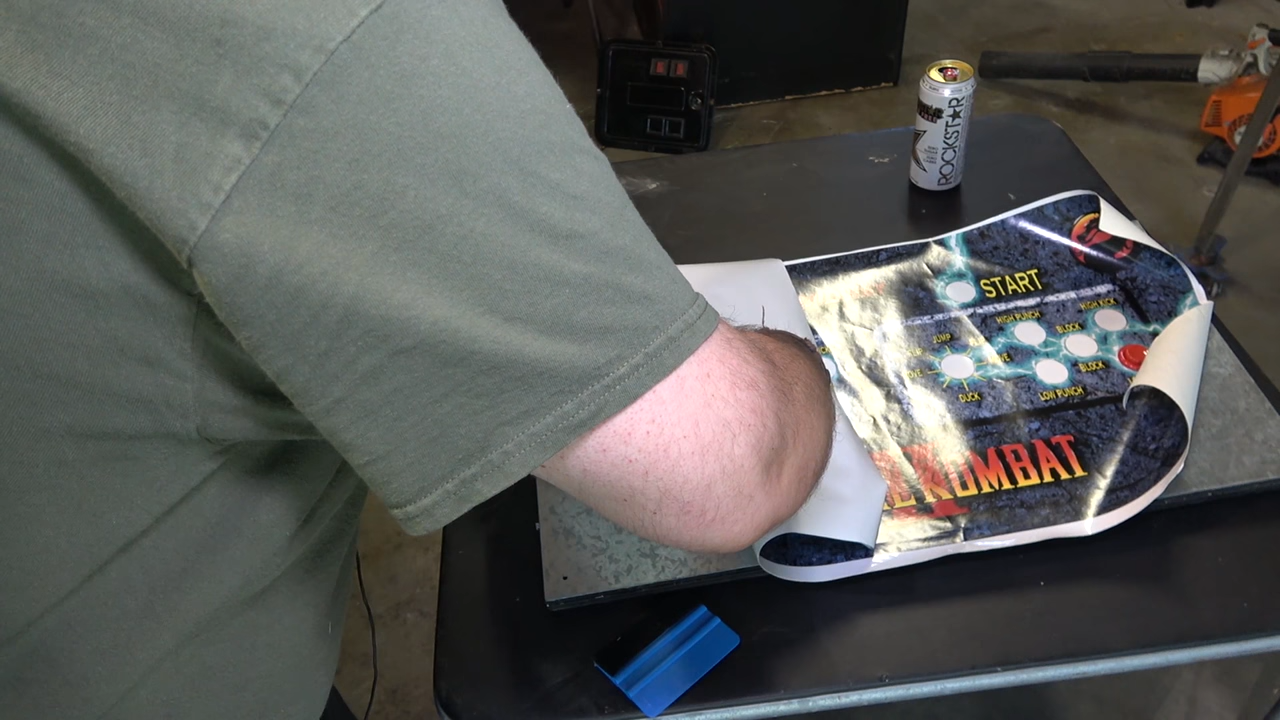 ROCKSTAR
START
HIGH KICK
HIGH PUNCH
BLOCK
JUMP
BLOCK
DUCK
LOW PUNCH
KOMBAT